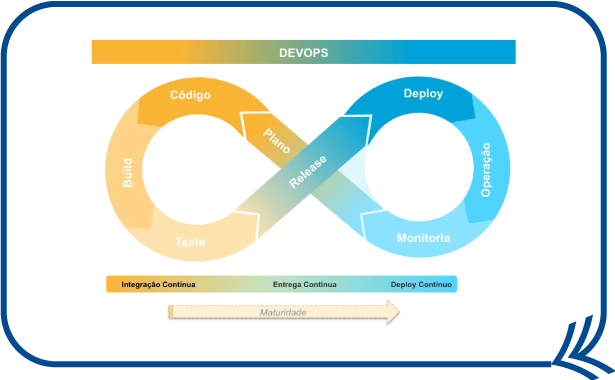 DEVOPS
Código
Deploy
Plano
Release
Build
Operação
Teste
Monitoria
Integração Contínua
Entrega Contínua
Deploy Contínuo
Maturidade